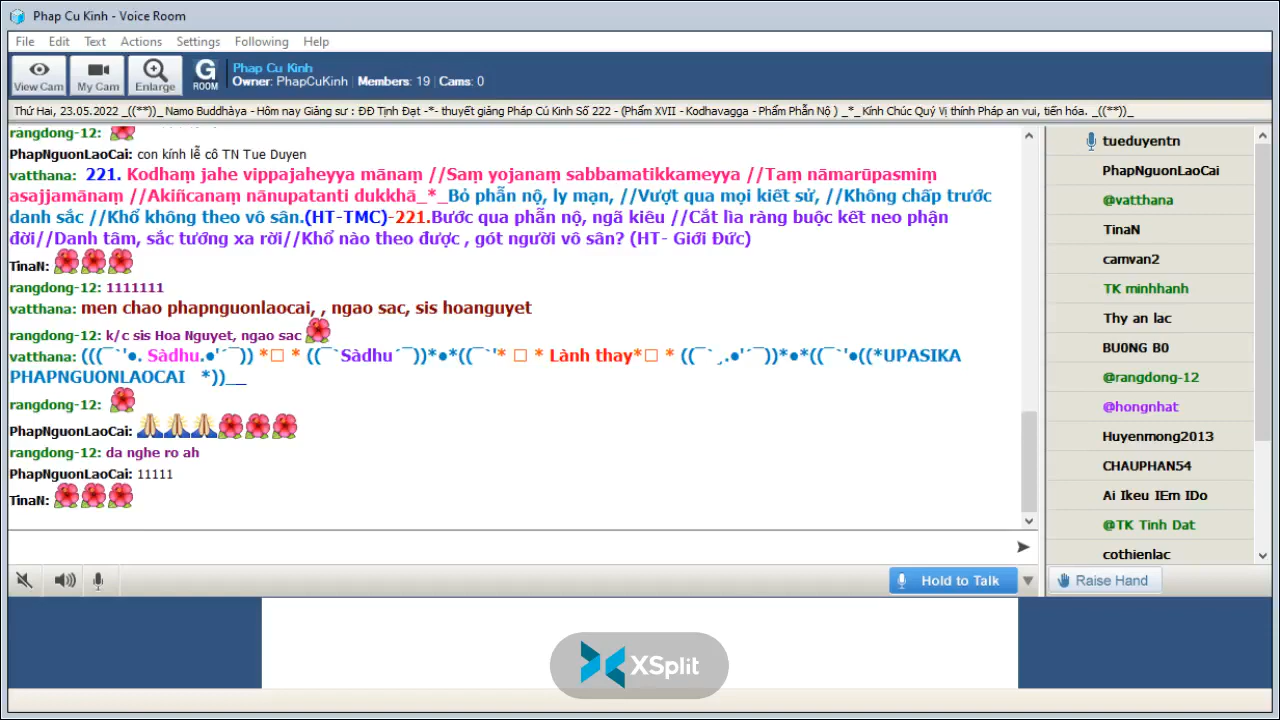 Phap Cu Kinh - Voice Room
File Edit Text Actions Settings Following Help
View Cam My Cam Enlarge G ROOM
Phap Cu Kinh
Owner: PhapCuKinh | Members: 19 | Cams: 0
Thứ Hai, 23.05.2022 _((**))_ Namo Buddhàya - Hôm nay Giảng sư : ĐĐ Tịnh Đạt -*- thuyết giảng Pháp Cú Kinh Số 222 - (Phẩm XVII - Kodhavagga - Phẩm Phẫn Nộ ) _*_ Kính Chúc Quý Vị thính Pháp an vui, tiến hóa. _((**))_
rangdong-12:
PhapNguonLaoCai: con kính lễ cô TN Tue Duyen
vatthana: 221. Kodhaṃ jahe vippajaheyya mānaṃ //Saṃ yojanaṃ sabbamatikkameyya //Taṃ nāmarūpasmiṃ
asajjamānaṃ //Akiñcanaṃ nānupatanti dukkhā_*_Bỏ phẫn nộ, ly mạn, //Vượt qua mọi kiết sử, //Không chấp trước
danh sắc //Khổ không theo vô sân.(HT-TMC)-221.Bước qua phẫn nộ, ngã kiêu //Cắt lìa ràng buộc kết neo phận
đời//Danh tâm, sắc tướng xa rời//Khổ nào theo được , gót người vô sân? (HT- Giới Đức)
TinaN:
rangdong-12: 1111111
vatthana: men chao phapnguonlaocai, , ngao sac, sis hoanguyet
rangdong-12: k/c sis Hoa Nguyet, ngao sac
vatthana: (((¯`'●. Sàdhu.●'´¯)) *□ * ((¯`Sàdhu´¯))*●*((¯`'* □ * Lành thay*□ * ((¯`¸.●'´¯))*●*((¯`'●((*UPASIKA
PHAPNGUONLAOCAI *))__
rangdong-12:
PhapNguonLaoCai:
rangdong-12: da nghe ro ah
PhapNguonLaoCai: 11111
TinaN:
tueduyentn
PhapNguonLaoCai
@vatthana
TinaN
camvan2
TK minhhanh
Thy an lac
BU0NG B0
@rangdong-12
@hongnhat
Huyenmong2013
CHAUPHAN54
Ai Ikeu IEm IDo
@TK Tinh Dat
cothienlac
Hold to Talk
Raise Hand
XSplit